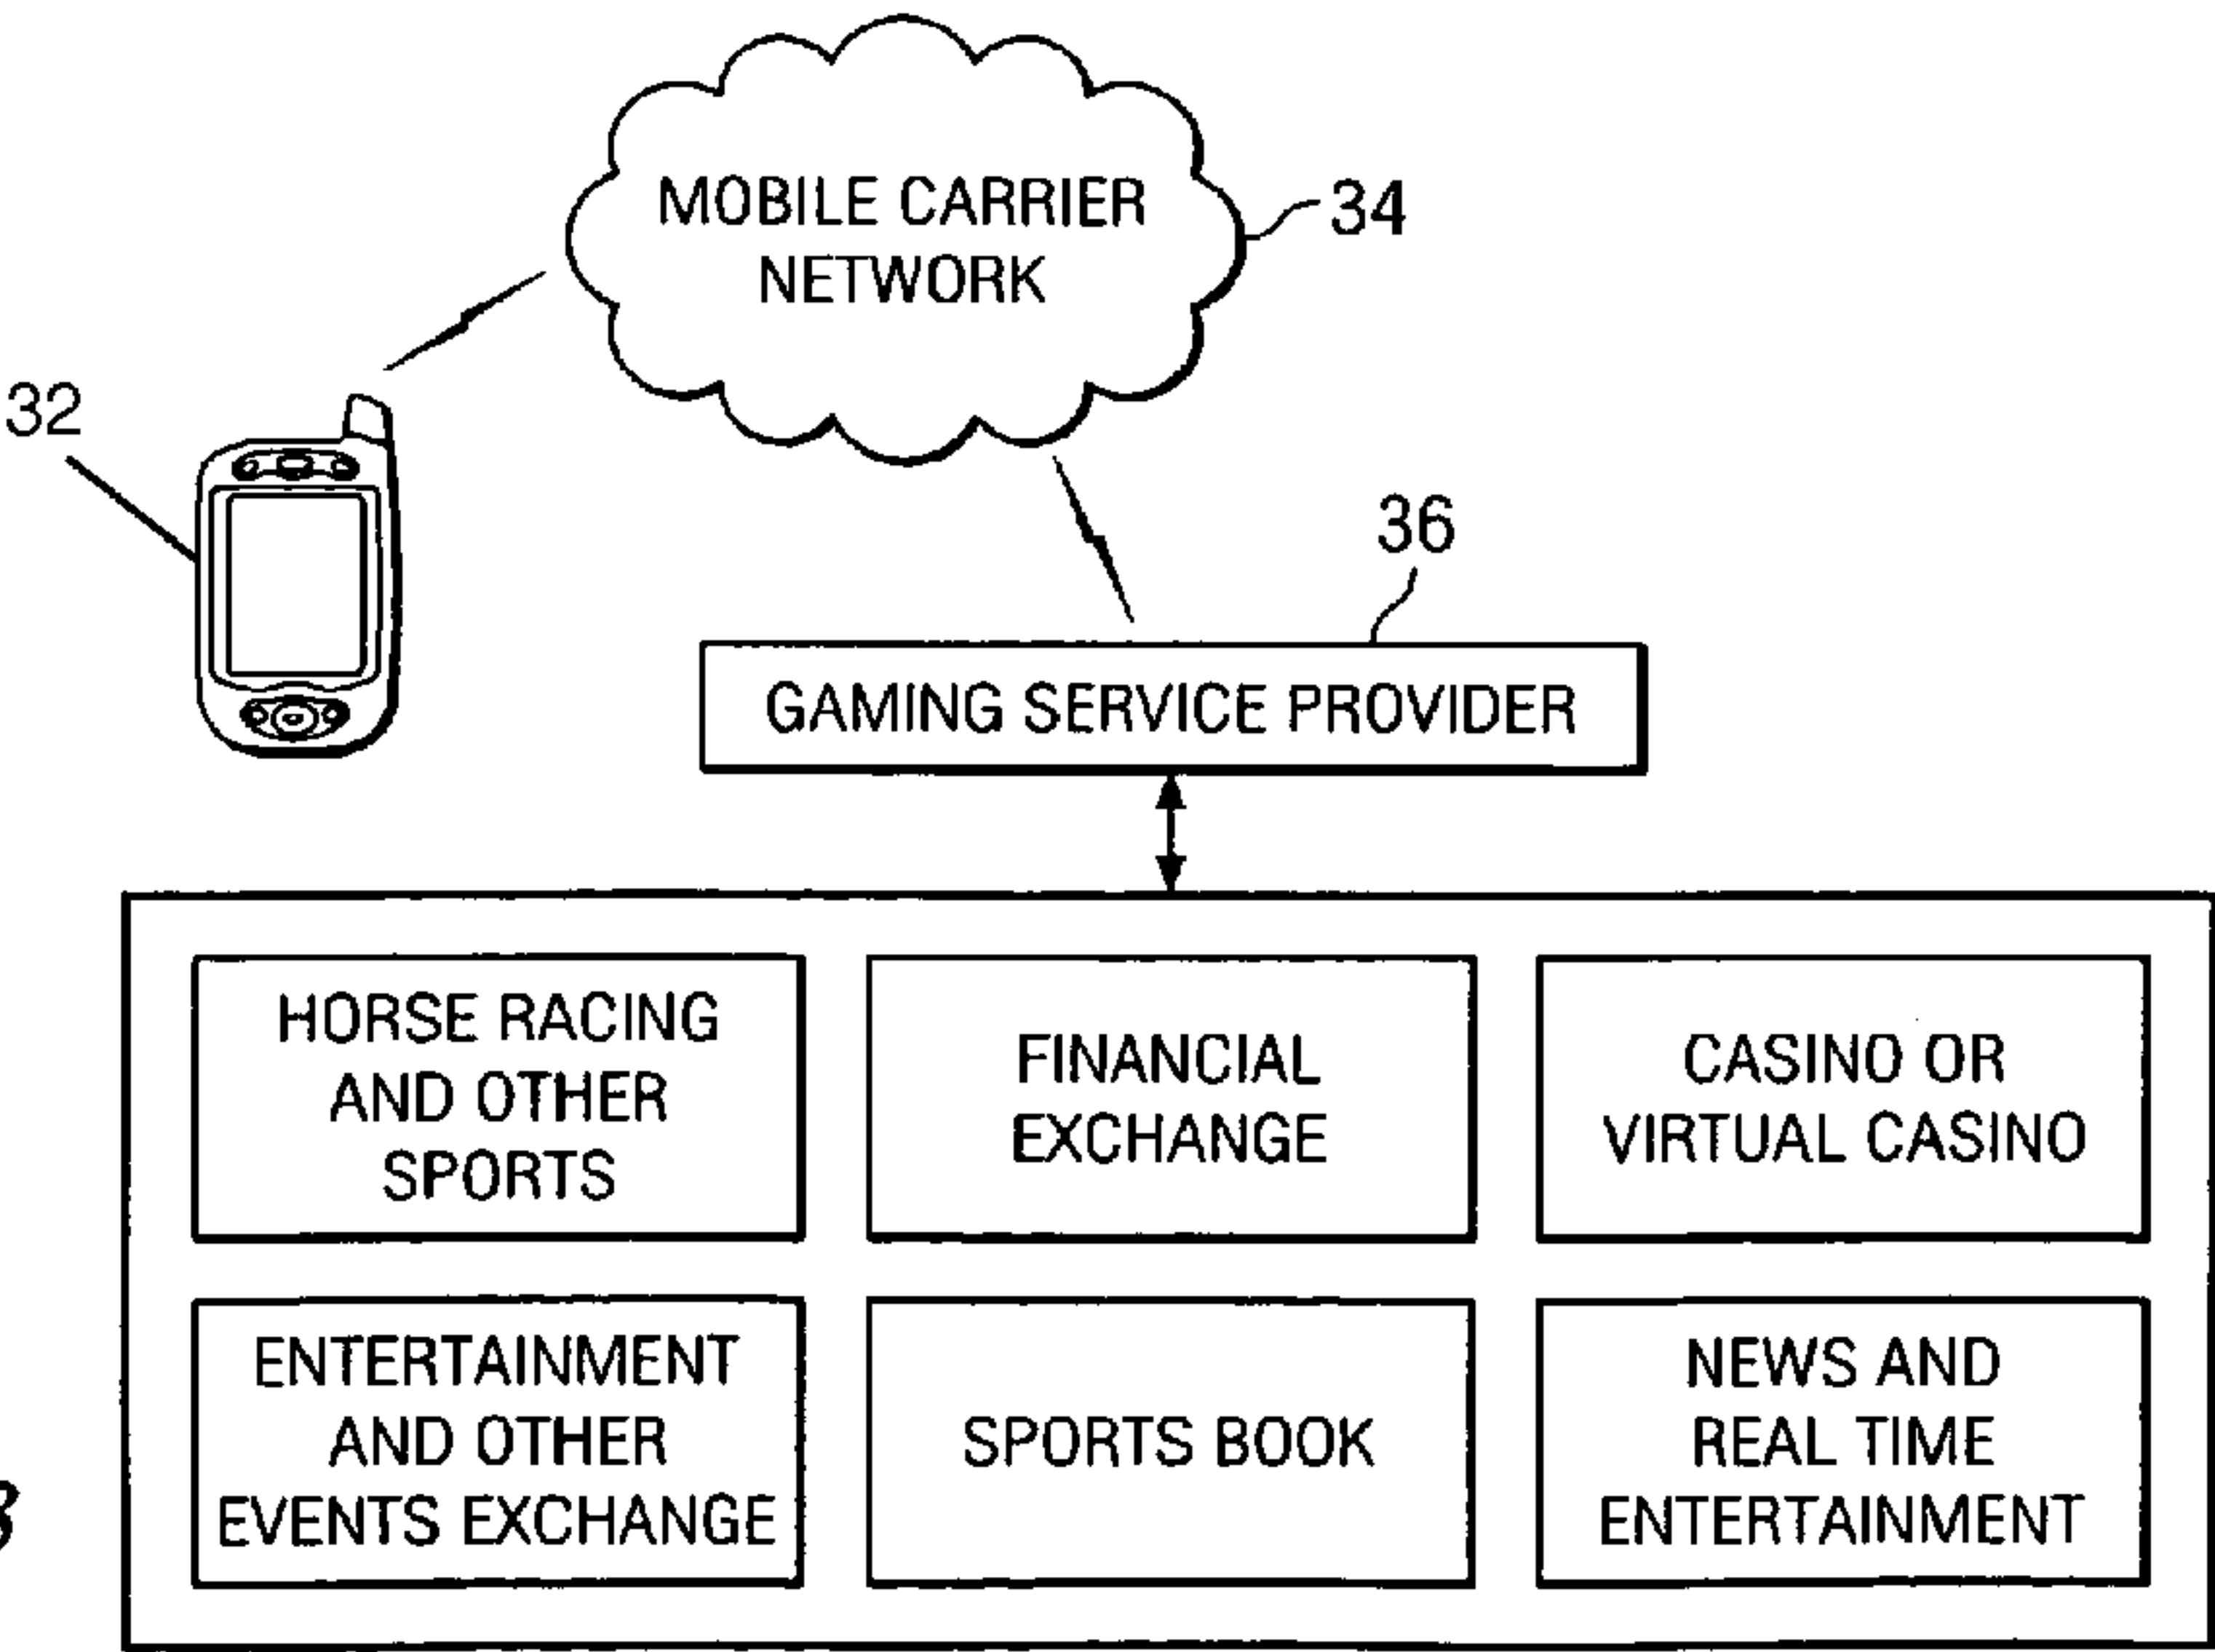 MOBILE CARRIER
NETWORK
34
32
36
GAMING SERVICE PROVIDER
HORSE RACING
AND OTHER
SPORTS
FINANCIAL
EXCHANGE
CASINO OR
VIRTUAL CASINO
ENTERTAINMENT
AND OTHER
EVENTS EXCHANGE
SPORTS BOOK
NEWS AND
REAL TIME
ENTERTAINMENT